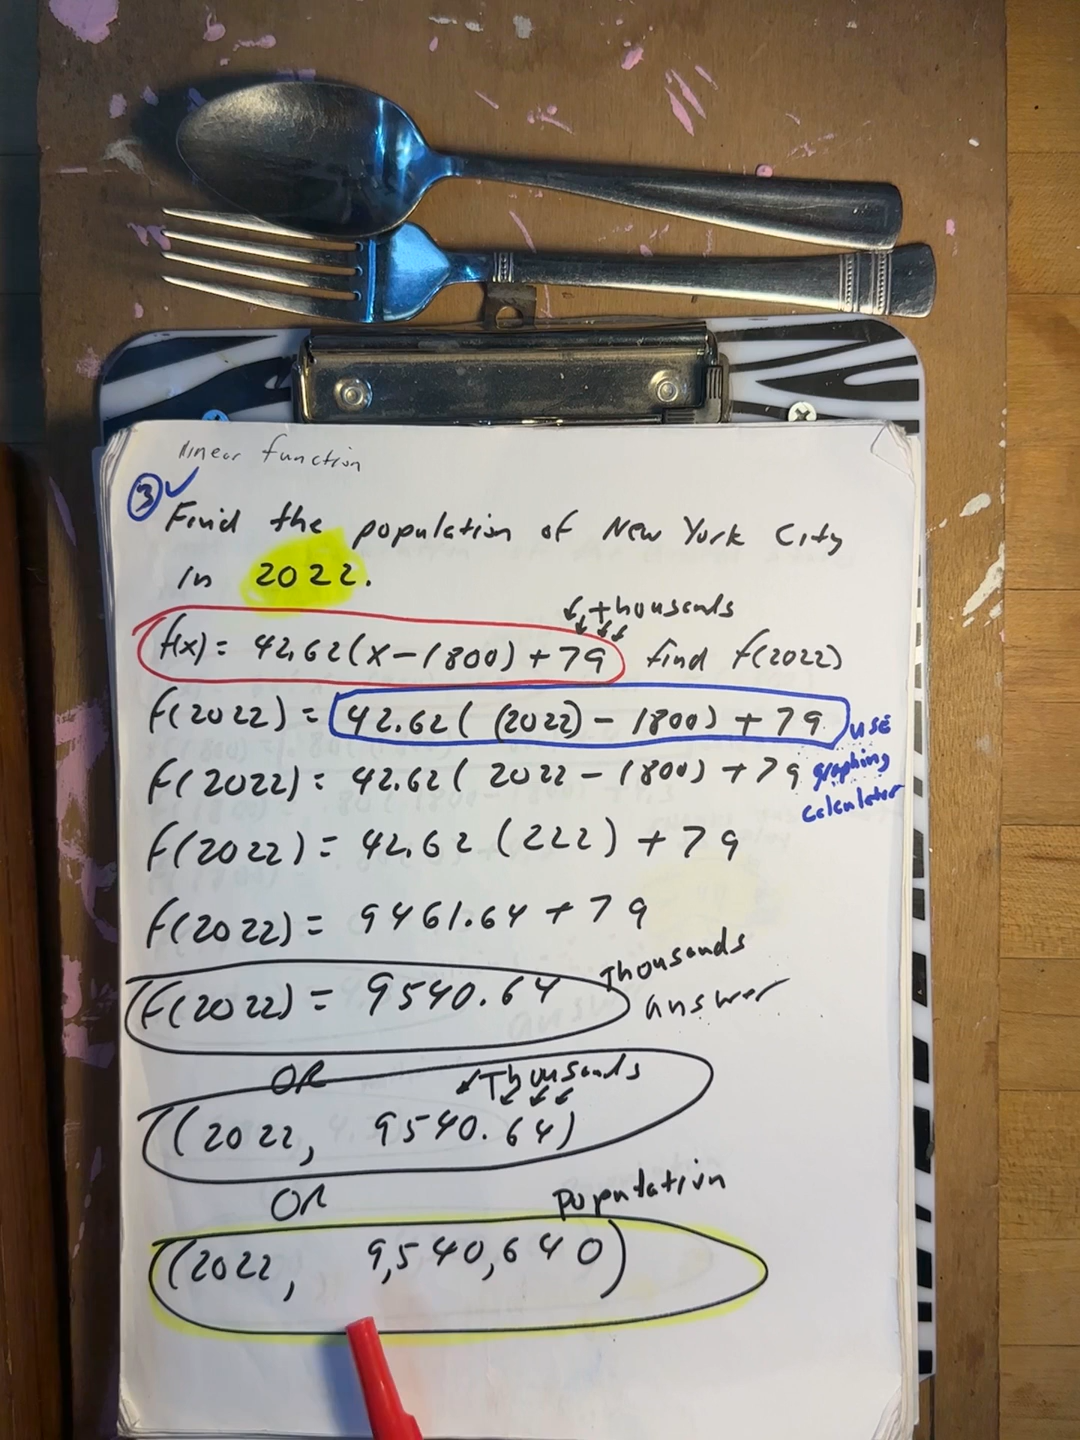 linear function
3 ✓
Find the population of New York City
in 2022.
↙ thousands
f(x) = 42.62(x-1800) + 79 find f(2022)
f(2022) = 42.62((2022) - 1800) + 79 use
f(2022) = 42.62(2022 - 1800) + 79 graphing
calculator
f(2022) = 42.62(222) + 79
f(2022) = 9461.64 + 79
f(2022) = 9540.64 Thousands
answer
OR
↙ Thousands
(2022, 9540.64)
OR
Population
(2022, 9,540,640)